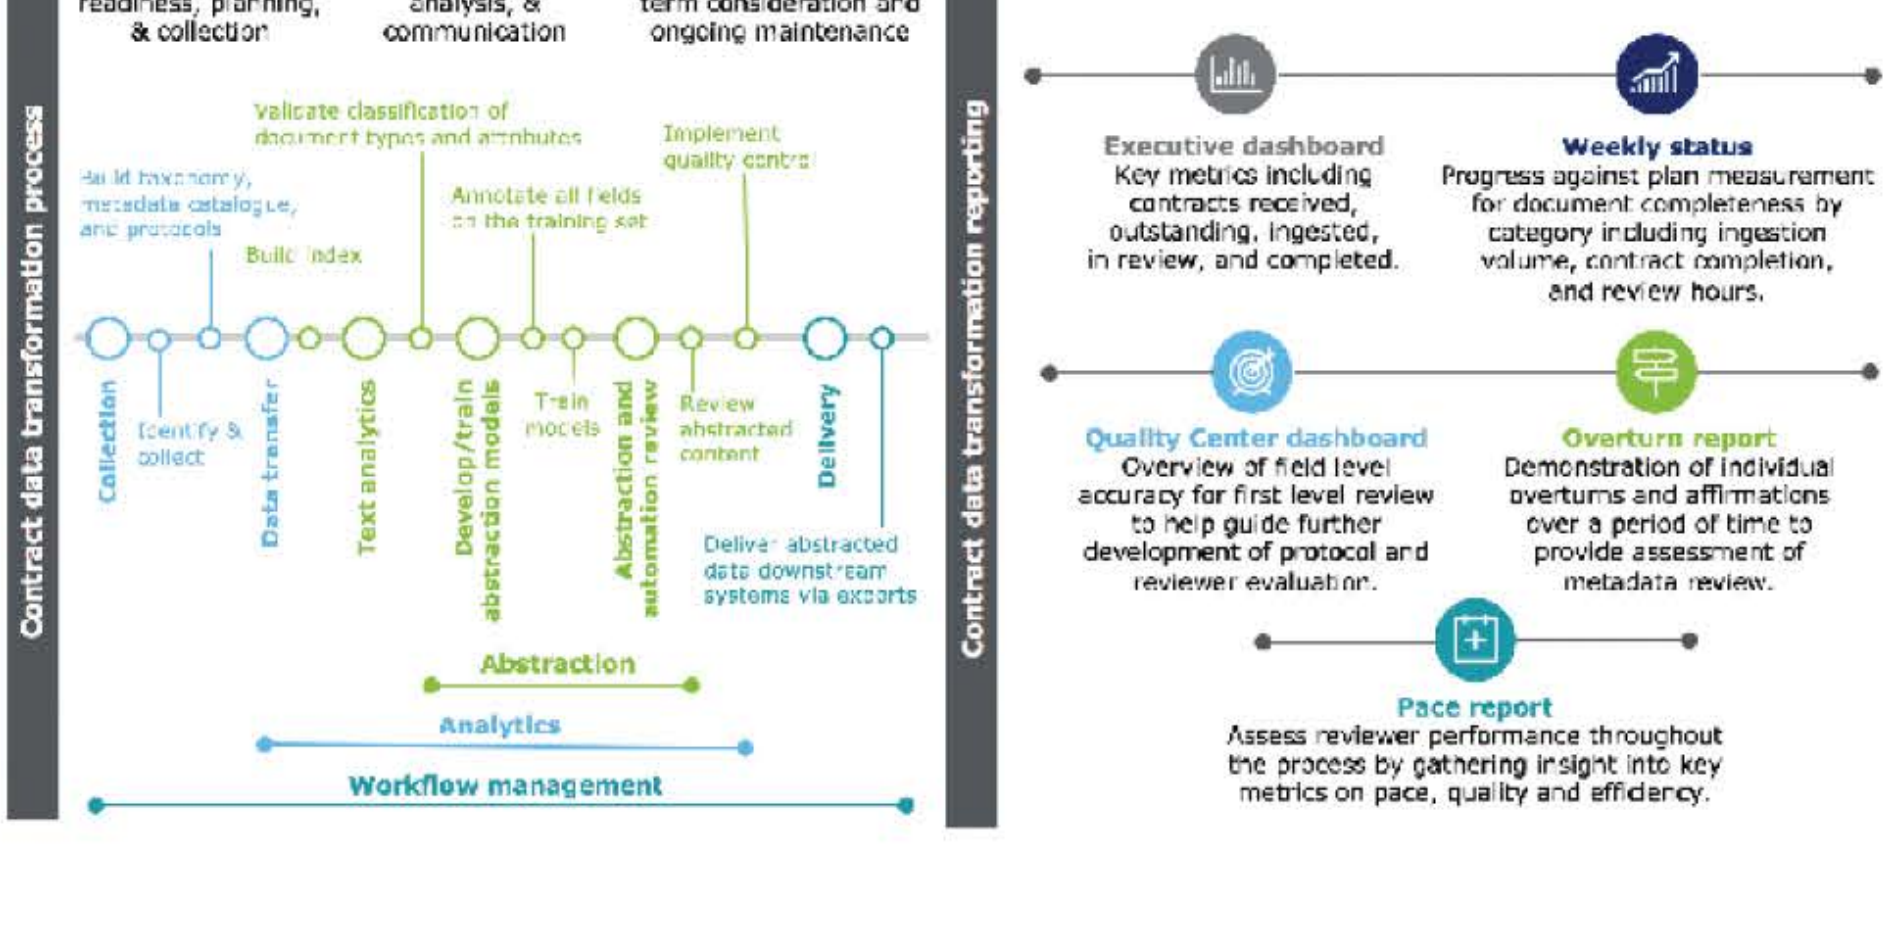 readiness, planning,
& collection
analysis, &
communication
term consideration and
ongoing maintenance
Contract data transformation process
Validate classification of
document types and attributes
Implement
quality control
Build taxonomy,
metadata catalogue,
and protocols
Annotate all fields
on the training set
Build index
Collection
Identify &
collect
Data transfer
Text analytics
Develop/train
abstraction models
Train
models
Abstraction and
automation review
Review
abstracted
content
Delivery
Deliver abstracted
data downstream
systems via exports
Abstraction
Analytics
Workflow management
Contract data transformation reporting
Executive dashboard
Key metrics including
contracts received,
outstanding, ingested,
in review, and completed.
Weekly status
Progress against plan measurement
for document completeness by
category including ingestion
volume, contract completion,
and review hours.
Quality Center dashboard
Overview of field level
accuracy for first level review
to help guide further
development of protocol and
reviewer evaluation.
Overturn report
Demonstration of individual
overturns and affirmations
over a period of time to
provide assessment of
metadata review.
Pace report
Assess reviewer performance throughout
the process by gathering insight into key
metrics on pace, quality and efficiency.